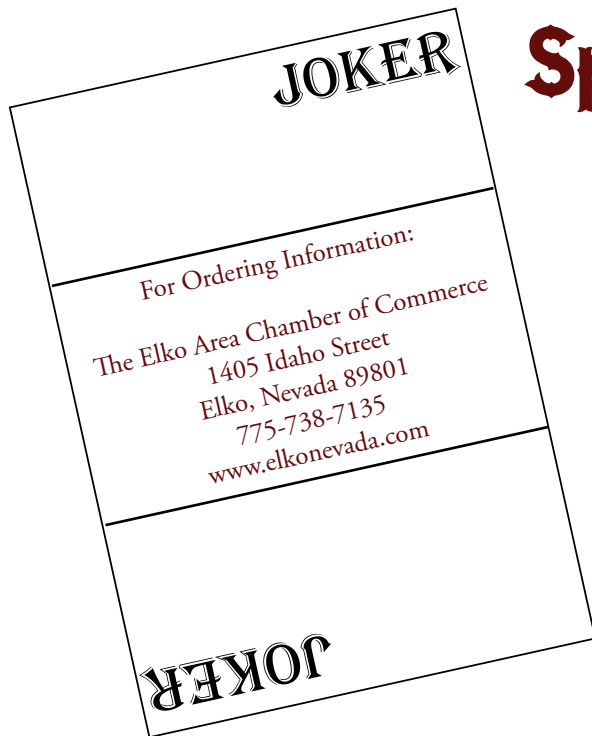 JOKER
For Ordering Information:
The Elko Area Chamber of Commerce
1405 Idaho Street
Elko, Nevada 89801
775-738-7135
www.elkonevada.com
JOKER